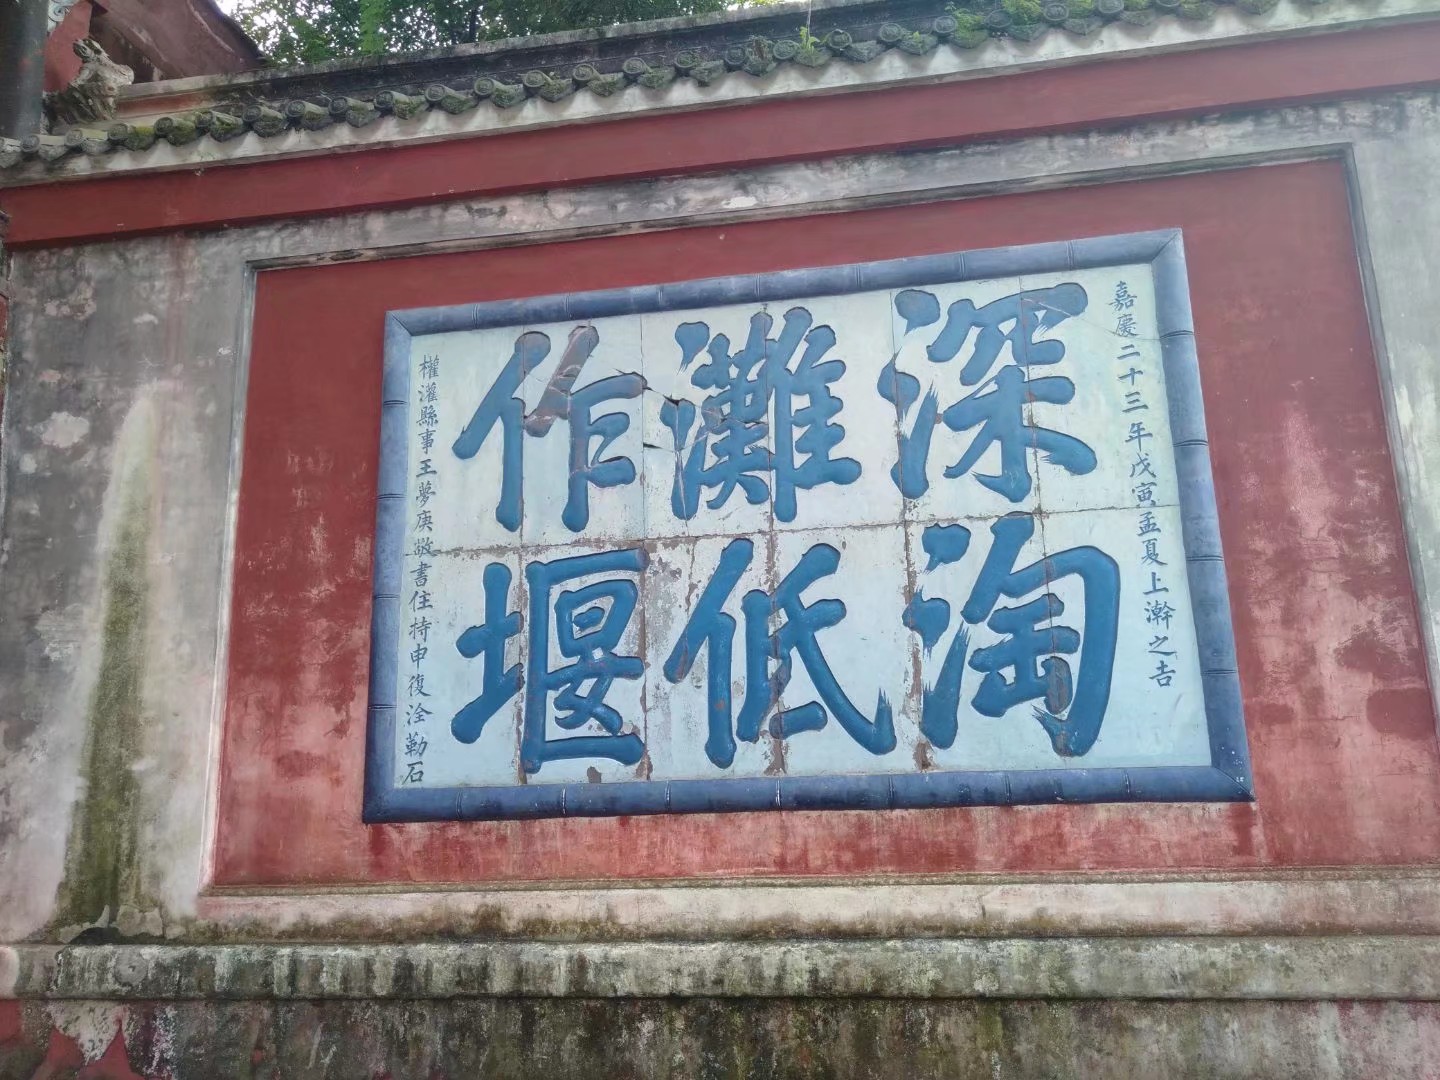 嘉慶二十三年戊寅孟夏上澣之吉
深淘
灘低
作堰
權灌縣事王夢庚敬書住持申復淦勒石